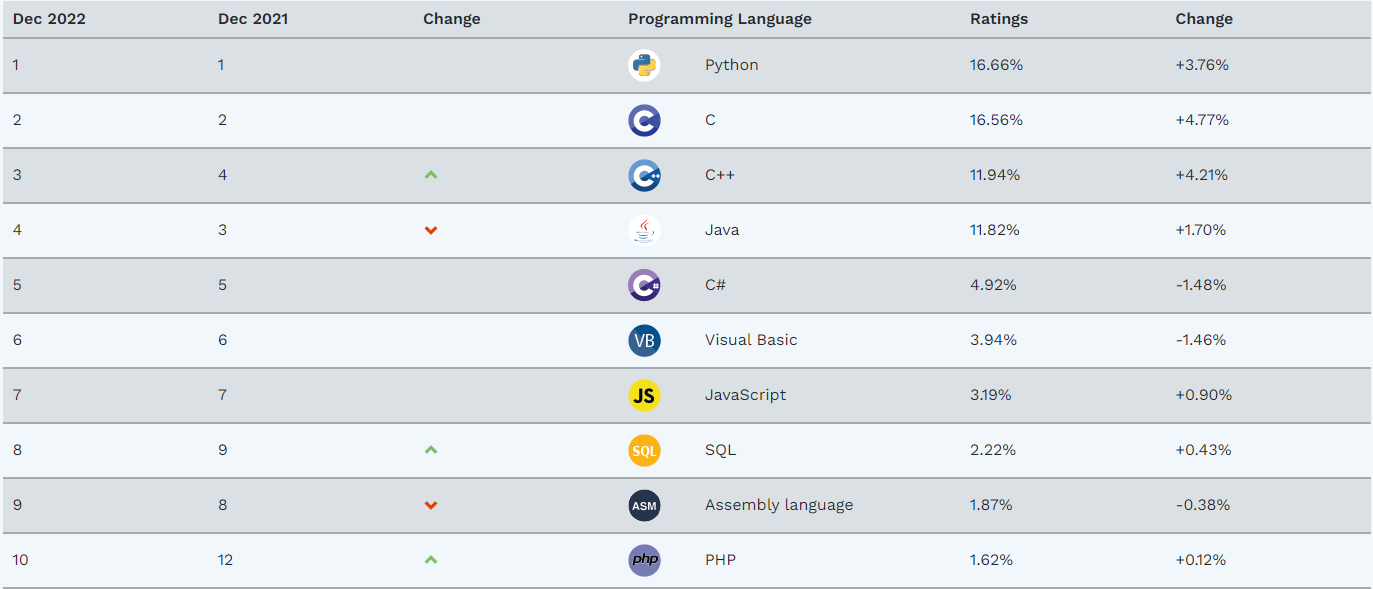 Dec 2022 Dec 2021 Change Programming Language Ratings Change
1 1 Python 16.66% +3.76%
2 2 C C 16.56% +4.77%
3 4 C++ C++ 11.94% +4.21%
4 3 Java 11.82% +1.70%
5 5 C# C# 4.92% -1.48%
6 6 VB Visual Basic 3.94% -1.46%
7 7 JS JavaScript 3.19% +0.90%
8 9 SQL SQL 2.22% +0.43%
9 8 ASM Assembly language 1.87% -0.38%
10 12 php PHP 1.62% +0.12%